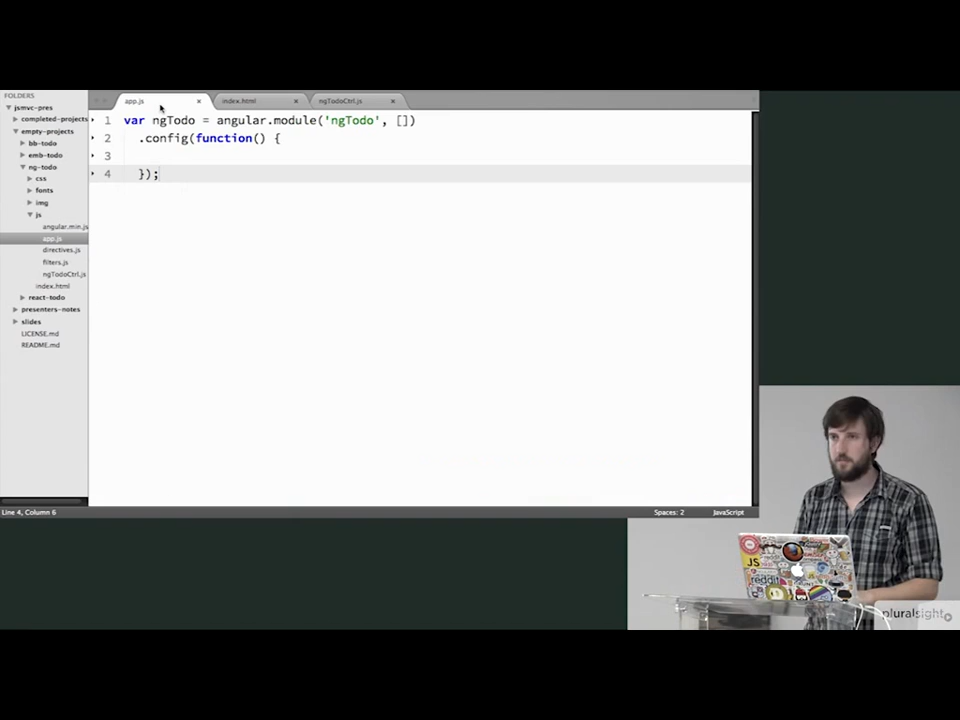 FOLDERS
jsmvc-pres
completed-projects
empty-projects
bb-todo
emb-todo
ng-todo
css
fonts
img
js
angular.min.js
app.js
directives.js
filters.js
ngTodoCtrl.js
index.html
react-todo
presenters-notes
slides
LICENSE.md
README.md
app.js × index.html × ngTodoCtrl.js ×
1 var ngTodo = angular.module('ngTodo', [])
2 .config(function() {
3
4 });
Line 4, Column 6 Spaces: 2 JavaScript
JS
reddit
pluralsight